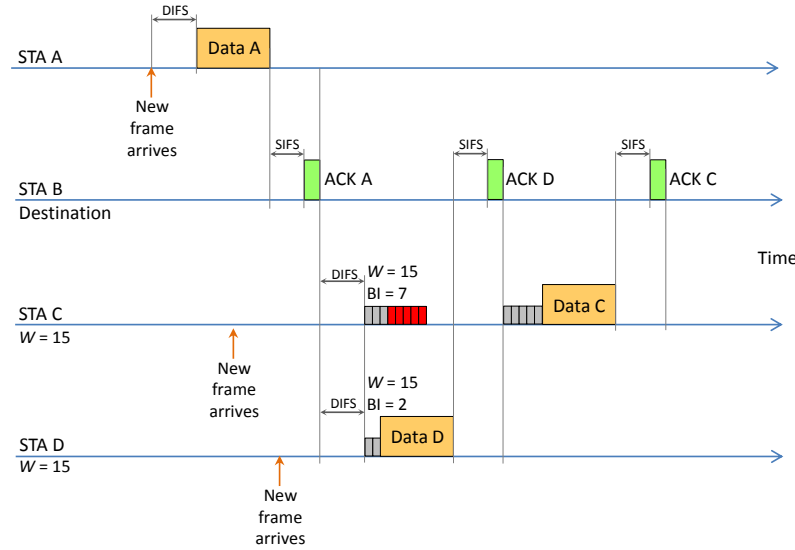 DIFS
Data A
STA A
New
frame
arrives
SIFS
SIFS
SIFS
ACK A
ACK D
ACK C
STA B
Destination
Time
DIFS
W = 15
BI = 7
Data C
STA C
W = 15
New
frame
arrives
W = 15
DIFS
BI = 2
Data D
STA D
W = 15
New
frame
arrives